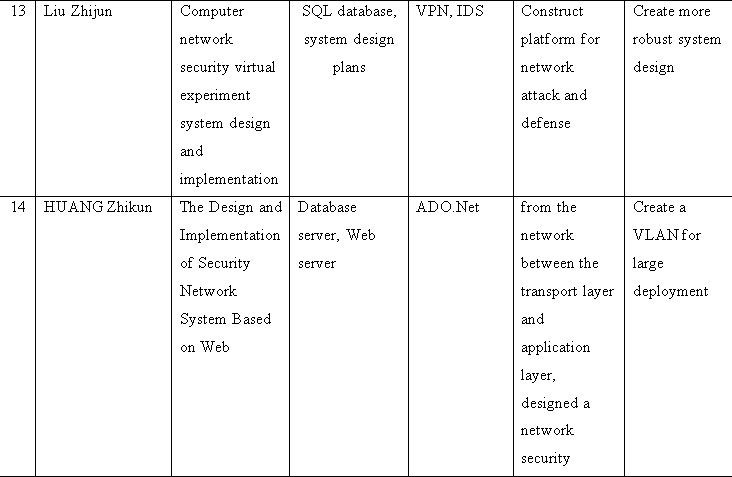 13
Liu Zhijun
Computer
network
security virtual
experiment
system design
and
implementation
SQL database,
system design
plans
VPN, IDS
Construct
platform for
network
attack and
defense
Create more
robust system
design
14
HUANG Zhikun
The Design and
Implementation
of Security
Network
System Based
on Web
Database
server, Web
server
ADO.Net
from the
network
between the
transport layer
and
application
layer,
designed a
network
security
Create a
VLAN for
large
deployment